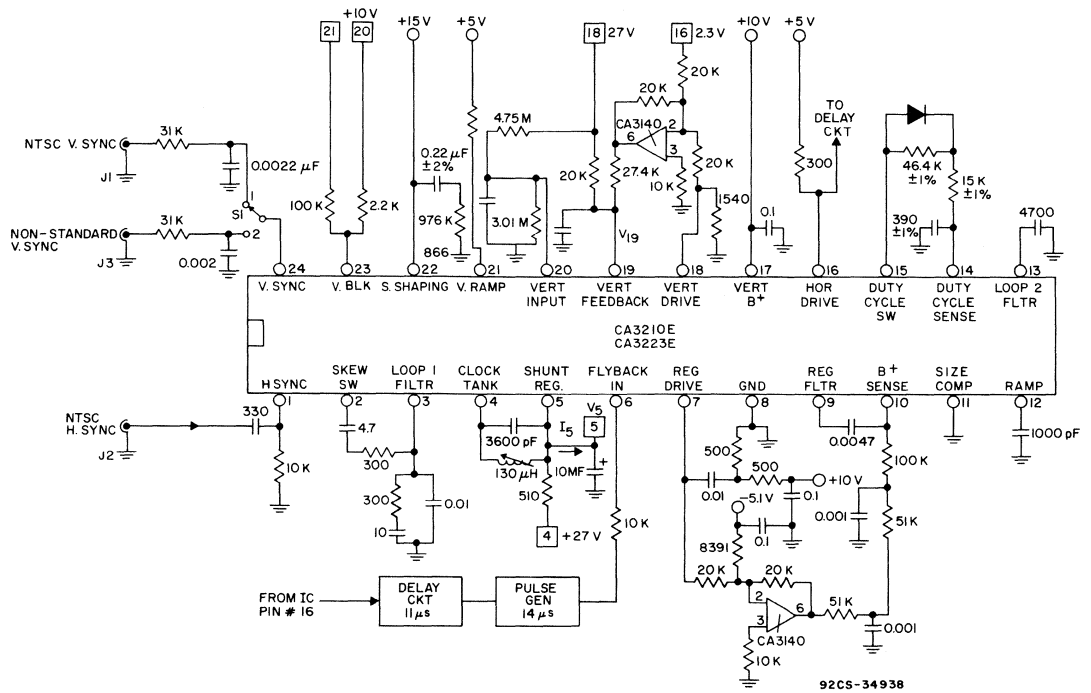 +10V
21
20
+15V
+5V
18 27V
16 2.3V
+10V
+5V
20K
20K
TO
DELAY
CKT
CA3140
6
2
3
4.75M
NTSC V. SYNC
J1
31K
0.0022 µF
1
S1
2
0.22 µF
±2%
20K
27.4K
10K
20K
300
46.4K
±1%
15K
±1%
100K
2.2K
976K
866
3.01M
1540
V19
0.1
390
±1%
4700
NON-STANDARD
V. SYNC
J3
31K
0.002
24
23
22
21
20
19
18
17
16
15
14
13
V. SYNC
V. BLK
S. SHAPING
V. RAMP
VERT
INPUT
VERT
FEEDBACK
VERT
DRIVE
VERT
B+
HOR
DRIVE
DUTY
CYCLE
SW
DUTY
CYCLE
SENSE
LOOP 2
FLTR
CA3210E
CA3223E
H SYNC
SKEW
SW
LOOP 1
FILTR
CLOCK
TANK
SHUNT
REG.
FLYBACK
IN
REG
DRIVE
GND
REG
FLTR
B+
SENSE
SIZE
COMP
RAMP
1
2
3
4
5
6
7
8
9
10
11
12
NTSC
H. SYNC
J2
330
10K
4.7
300
300
10
0.01
3600 pF
130 µH
I5
V5
5
10MF
+
510
4 +27V
10K
500
500
0.01
+10V
0.1
-5.1V
0.1
8391
20K
20K
2
3
6
CA3140
10K
51K
0.001
0.0047
100K
0.001
51K
1000 pF
FROM IC
PIN # 16
DELAY
CKT
11µs
PULSE
GEN
14µs
92CS-34938